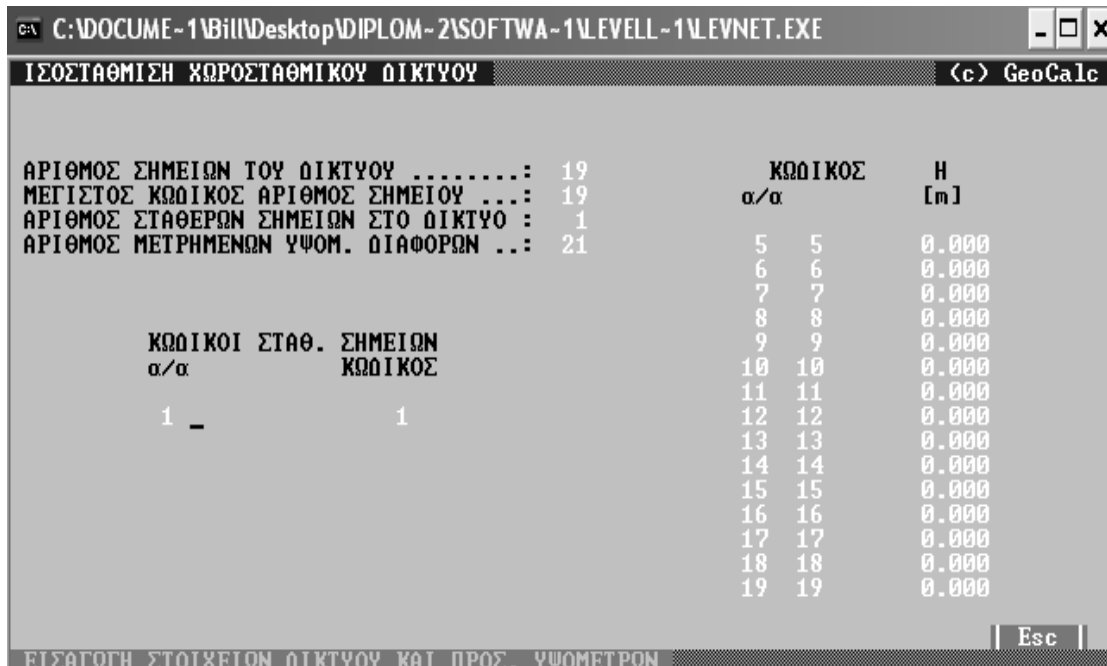 C:\DOCUME~1\Bill\Desktop\DIPLOM~2\SOFTWA~1\LEVELL~1\LEVNET.EXE
ΙΣΟΣΤΑΘΜΙΣΗ ΧΩΡΟΣΤΑΘΜΙΚΟΥ ΔΙΚΤΥΟΥ (c) GeoCalc
ΑΡΙΘΜΟΣ ΣΗΜΕΙΩΝ ΤΟΥ ΔΙΚΤΥΟΥ ........: 19
ΜΕΓΙΣΤΟΣ ΚΩΔΙΚΟΣ ΑΡΙΘΜΟΣ ΣΗΜΕΙΟΥ ...: 19
ΑΡΙΘΜΟΣ ΣΤΑΘΕΡΩΝ ΣΗΜΕΙΩΝ ΣΤΟ ΔΙΚΤΥΟ : 1
ΑΡΙΘΜΟΣ ΜΕΤΡΗΜΕΝΩΝ ΥΨΟΜ. ΔΙΑΦΟΡΩΝ ..: 21
ΚΩΔΙΚΟΙ ΣΤΑΘ. ΣΗΜΕΙΩΝ
α/α ΚΩΔΙΚΟΣ
1 _ 1
ΚΩΔΙΚΟΣ H
α/α [m]
5 5 0.000
6 6 0.000
7 7 0.000
8 8 0.000
9 9 0.000
10 10 0.000
11 11 0.000
12 12 0.000
13 13 0.000
14 14 0.000
15 15 0.000
16 16 0.000
17 17 0.000
18 18 0.000
19 19 0.000
Esc
ΕΙΣΑΓΩΓΗ ΣΤΟΙΧΕΙΩΝ ΔΙΚΤΥΟΥ ΚΑΙ ΠΡΟΣ. ΥΨΟΜΕΤΡΩΝ